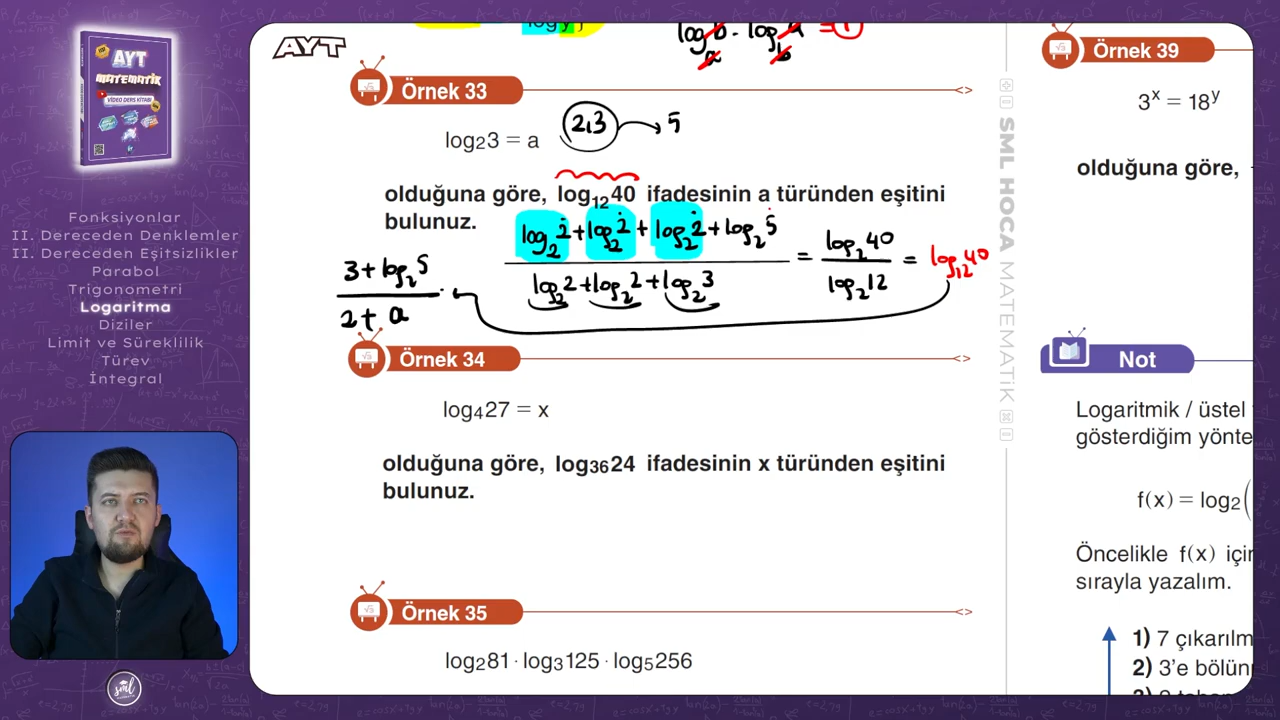 AYT
AYT
MATEMATİK
VİDEO DERS KİTABI
Fonksiyonlar
II. Dereceden Denklemler
II. Dereceden Eşitsizlikler
Parabol
Trigonometri
Logaritma
Diziler
Limit ve Süreklilik
Türev
İntegral
sml
log_a b · log_b a = 1
Örnek 33
log₂3 = a
2,3 → 5
olduğuna göre, log₁₂40 ifadesinin a türünden eşitini
bulunuz.
log₂2 + log₂2 + log₂2 + log₂5
log₂2 + log₂2 + log₂3
= log₂40 / log₂12 = log₁₂40
3 + log₂5
2 + a
Örnek 34
log₄27 = x
olduğuna göre, log₃₆24 ifadesinin x türünden eşitini
bulunuz.
Örnek 35
log₂81 · log₃125 · log₅256
SML HOCA MATEMATİK
Örnek 39
3ˣ = 18ʸ
olduğuna göre,
Not
Logaritmik / üstel
gösterdiğim yönte
f(x) = log₂(
Öncelikle f(x) için
sırayla yazalım.
1) 7 çıkarılm
2) 3'e bölün